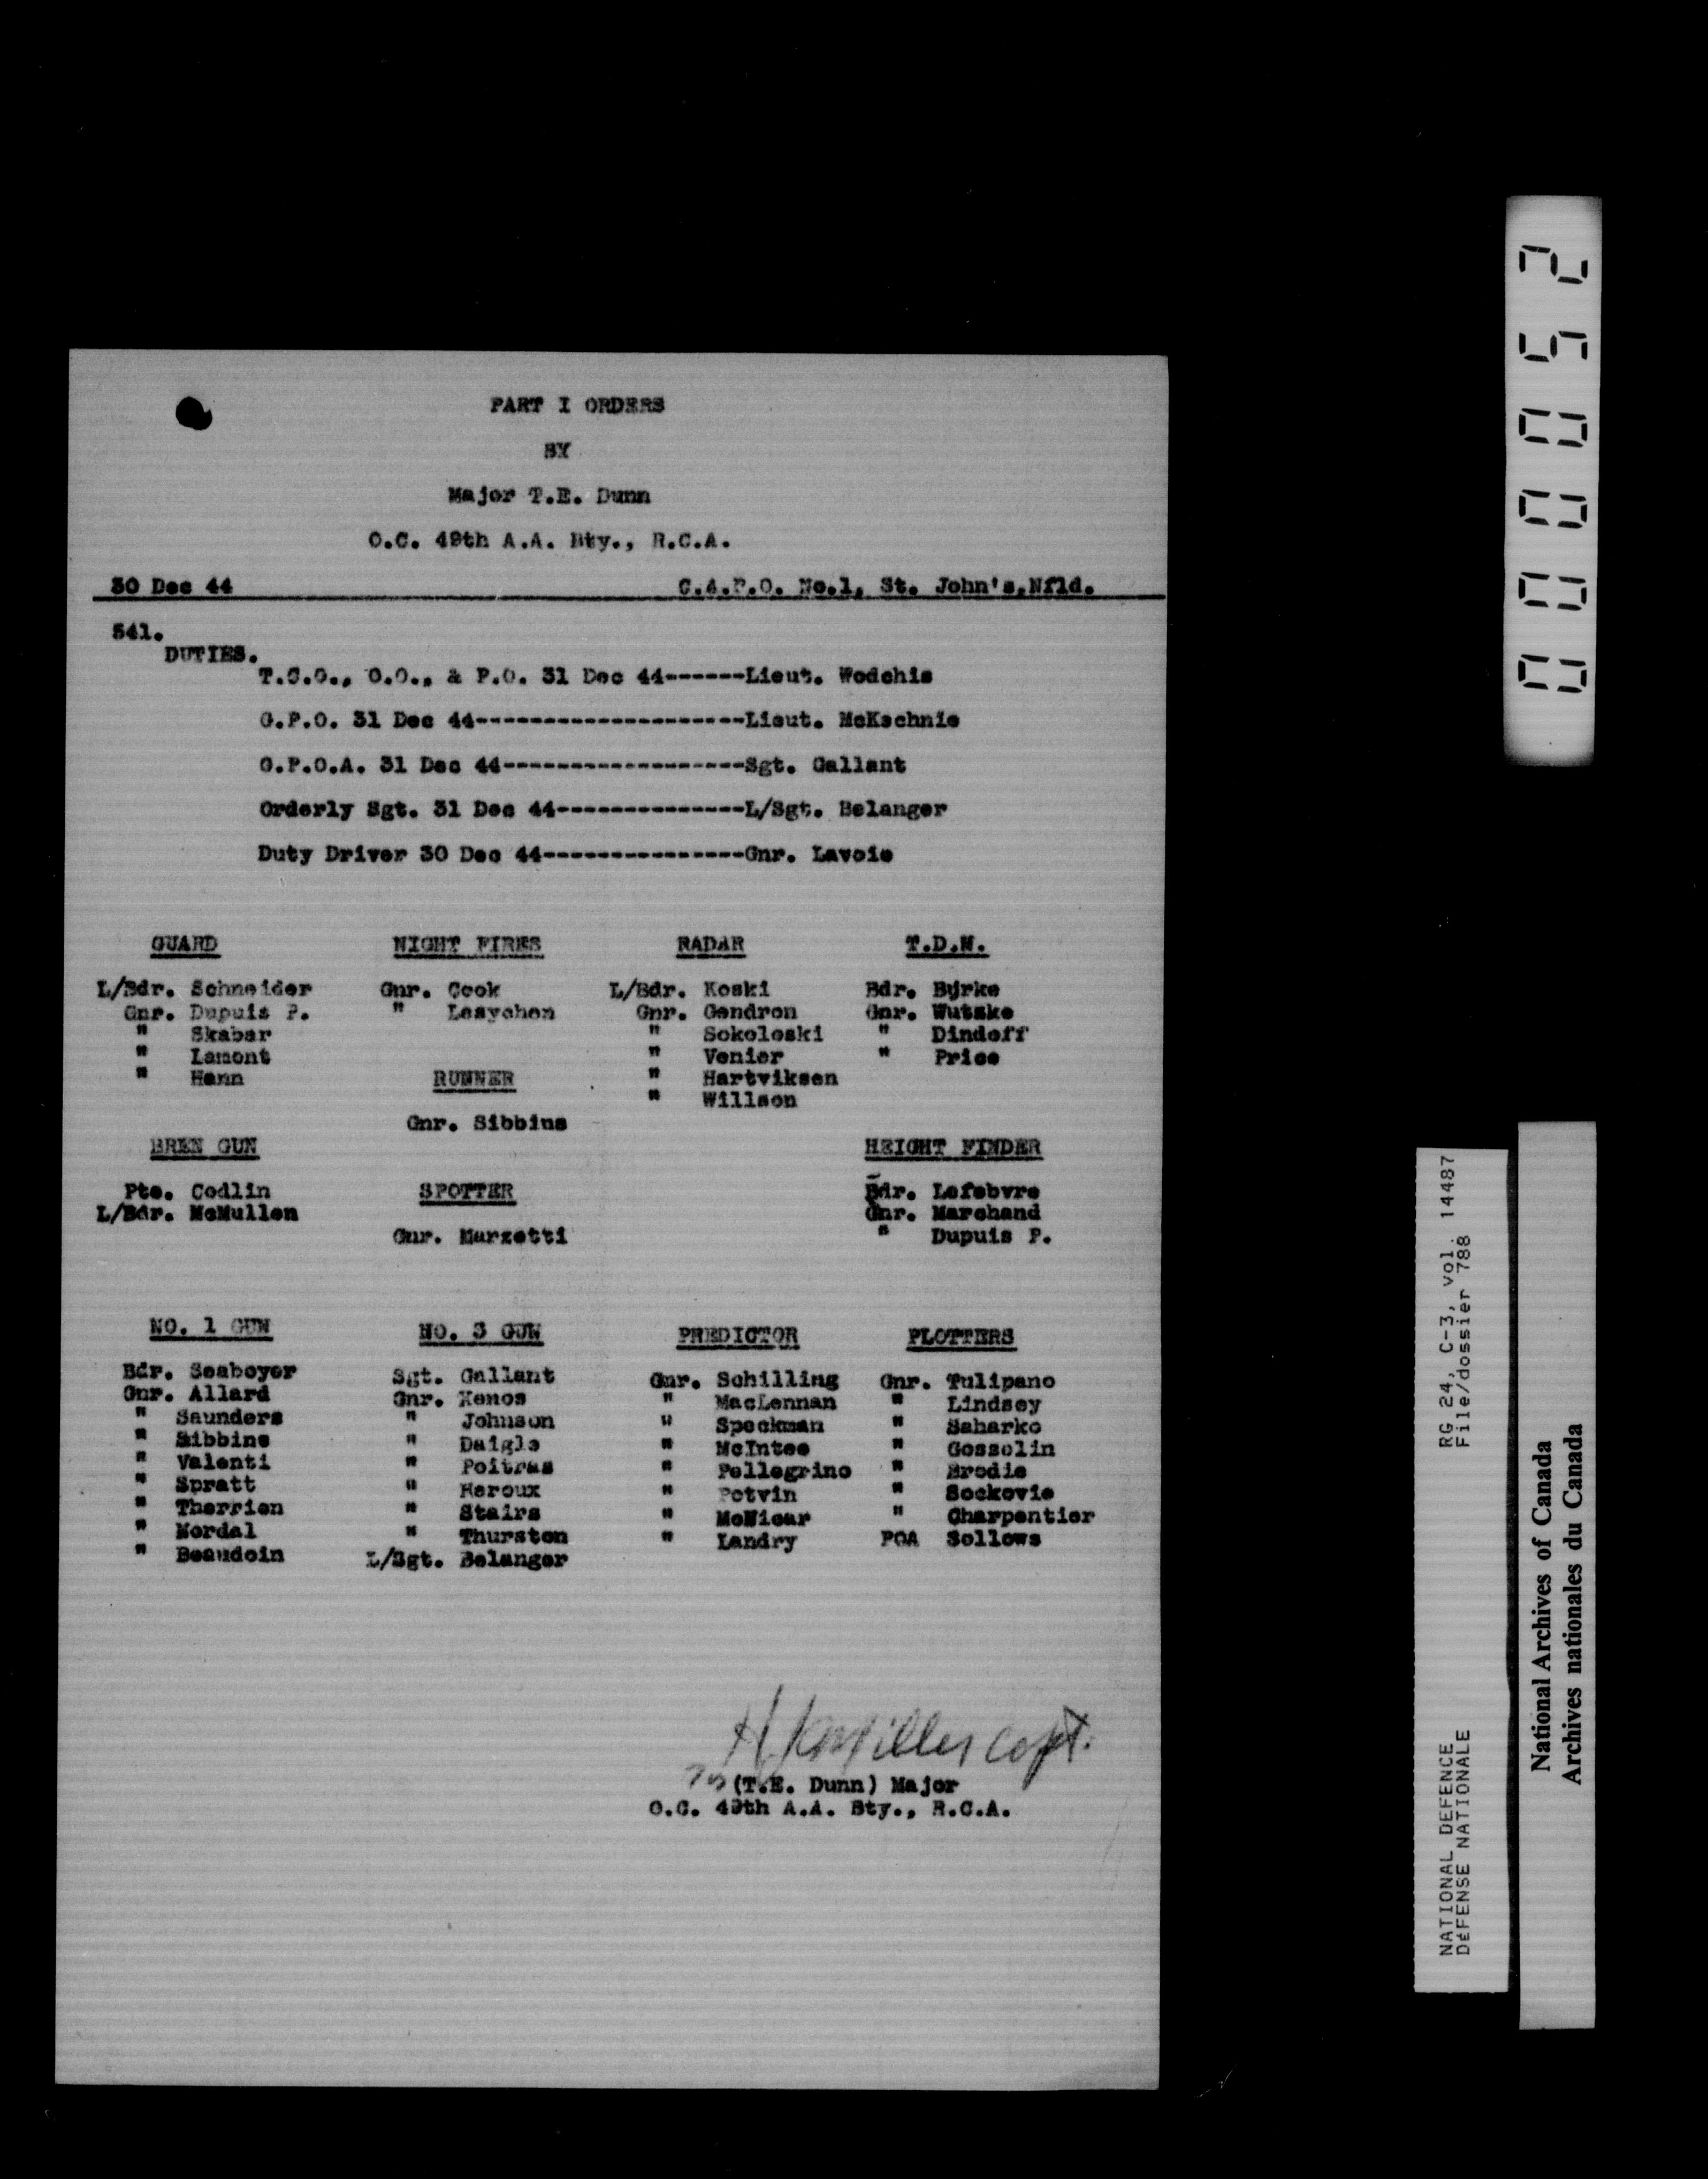 PART I ORDERS
BY
Major T.E. Dunn
O.C. 49th A.A. Bty., R.C.A.
30 Dec 44 C.A.P.O. No.1, St. John's,Nfld.
541.
DUTIES.
T.C.O., O.O., & P.O. 31 Dec 44------Lieut. Wodchis
G.P.O. 31 Dec 44--------------------Lieut. McKechnie
G.P.O.A. 31 Dec 44------------------Sgt. Gallant
Orderly Sgt. 31 Dec 44--------------L/Sgt. Belanger
Duty Driver 30 Dec 44---------------Gnr. Lavoie
GUARD
L/Bdr. Schneider
Gnr. Dupuis P.
" Skabar
" Lamont
" Hann
NIGHT FIRES
Gnr. Cook
" Lesychen
RUNNER
Gnr. Sibbins
RADAR
L/Bdr. Koski
Gnr. Gendron
" Sokoloski
" Venier
" Hartviksen
" Willson
T.D.M.
Bdr. Byrke
Gnr. Wutzke
" Dindoff
" Price
BREN GUN
Pte. Codlin
L/Bdr. McMullen
SPOTTER
Gnr. Marzetti
HEIGHT FINDER
Bdr. Lefebvre
Gnr. Marchand
" Dupuis P.
NO. 1 GUN
Bdr. Seaboyer
Gnr. Allard
" Saunders
" Sibbins
" Valenti
" Spratt
" Therrien
" Nordal
" Beaudoin
NO. 3 GUN
Sgt. Gallant
Gnr. Xenos
" Johnson
" Daigle
" Poitras
" Heroux
" Stairs
" Thurston
L/Sgt. Belanger
PREDICTOR
Gnr. Schilling
" MacLennan
" Speckman
" McIntee
" Pellegrino
" Potvin
" McNicar
" Landry
PLOTTERS
Gnr. Tulipano
" Lindsey
" Saharko
" Gosselin
" Brodie
" Sockovie
" Charpentier
POA Sollows
Miller Capt.
(T.E. Dunn) Major
O.C. 49th A.A. Bty., R.C.A.
000052
RG 24, C-3, vol. 14487
File/dossier 788
NATIONAL DEFENCE
DÉFENSE NATIONALE
National Archives of Canada
Archives nationales du Canada